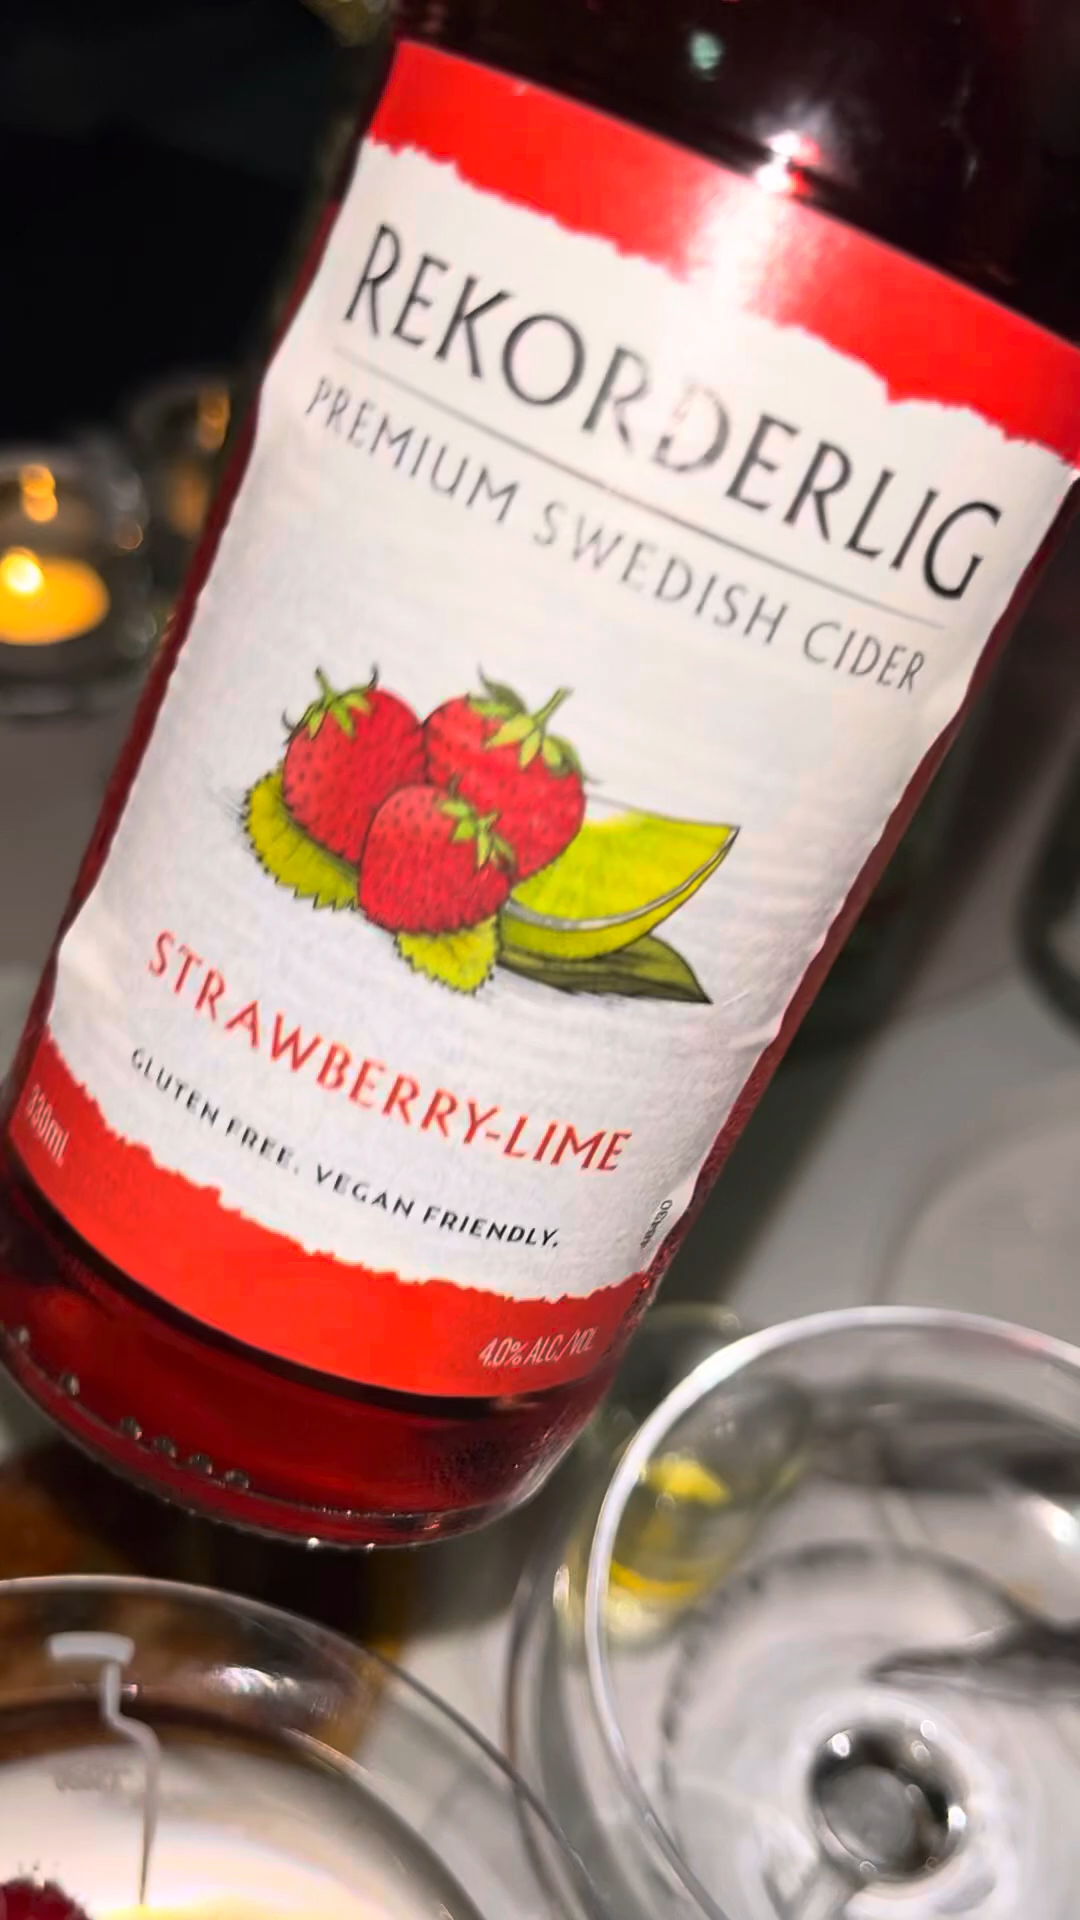 REKORDERLIG
PREMIUM SWEDISH CIDER
STRAWBERRY-LIME
GLUTEN FREE. VEGAN FRIENDLY.
330ml
4.0% ALC./VOL